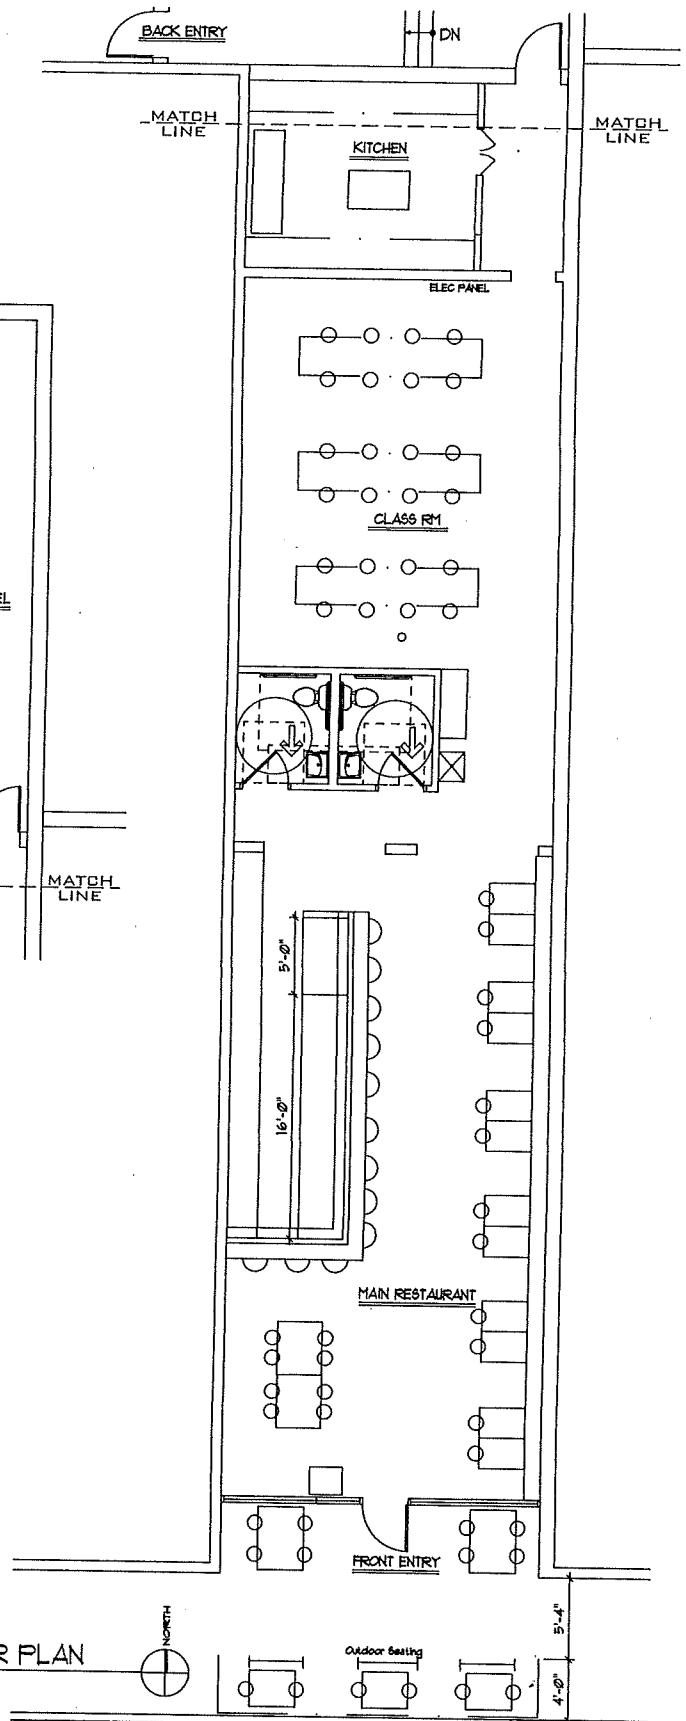 BACK ENTRY
DN
MATCH
LINE
MATCH
LINE
KITCHEN
ELEC PANEL
CLASS RM
EL
MATCH
LINE
5'-0"
16'-0"
MAIN RESTAURANT
FRONT ENTRY
5'-4"
NORTH
R PLAN
Outdoor Seating
4'-0"